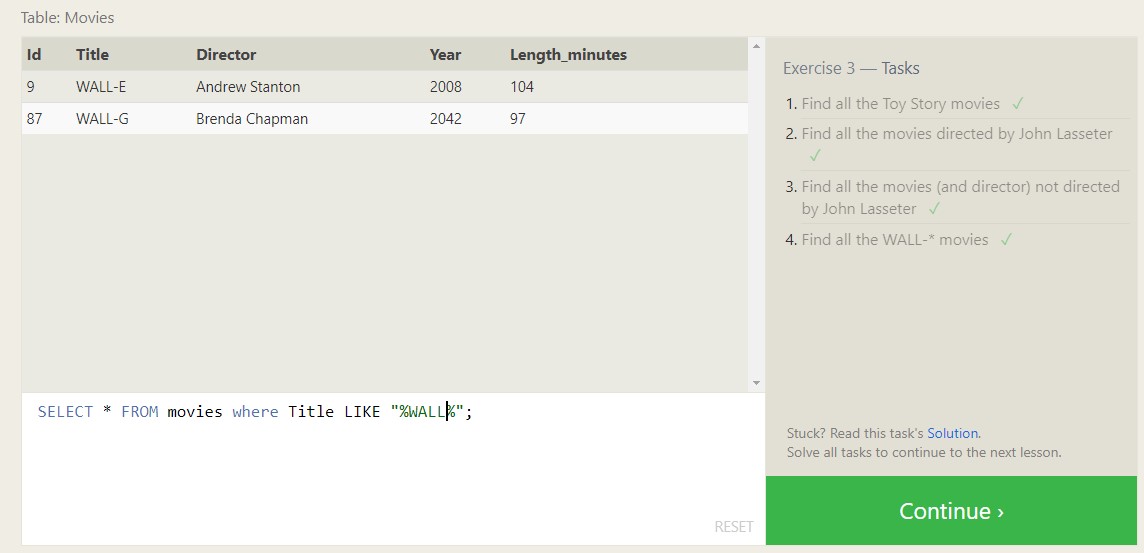 Table: Movies
Id Title Director Year Length_minutes
9 WALL-E Andrew Stanton 2008 104
87 WALL-G Brenda Chapman 2042 97
SELECT * FROM movies where Title LIKE "%WALL%";
RESET
Exercise 3 — Tasks
1. Find all the Toy Story movies ✓
2. Find all the movies directed by John Lasseter
✓
3. Find all the movies (and director) not directed
by John Lasseter ✓
4. Find all the WALL-* movies ✓
Stuck? Read this task's Solution.
Solve all tasks to continue to the next lesson.
Continue ›